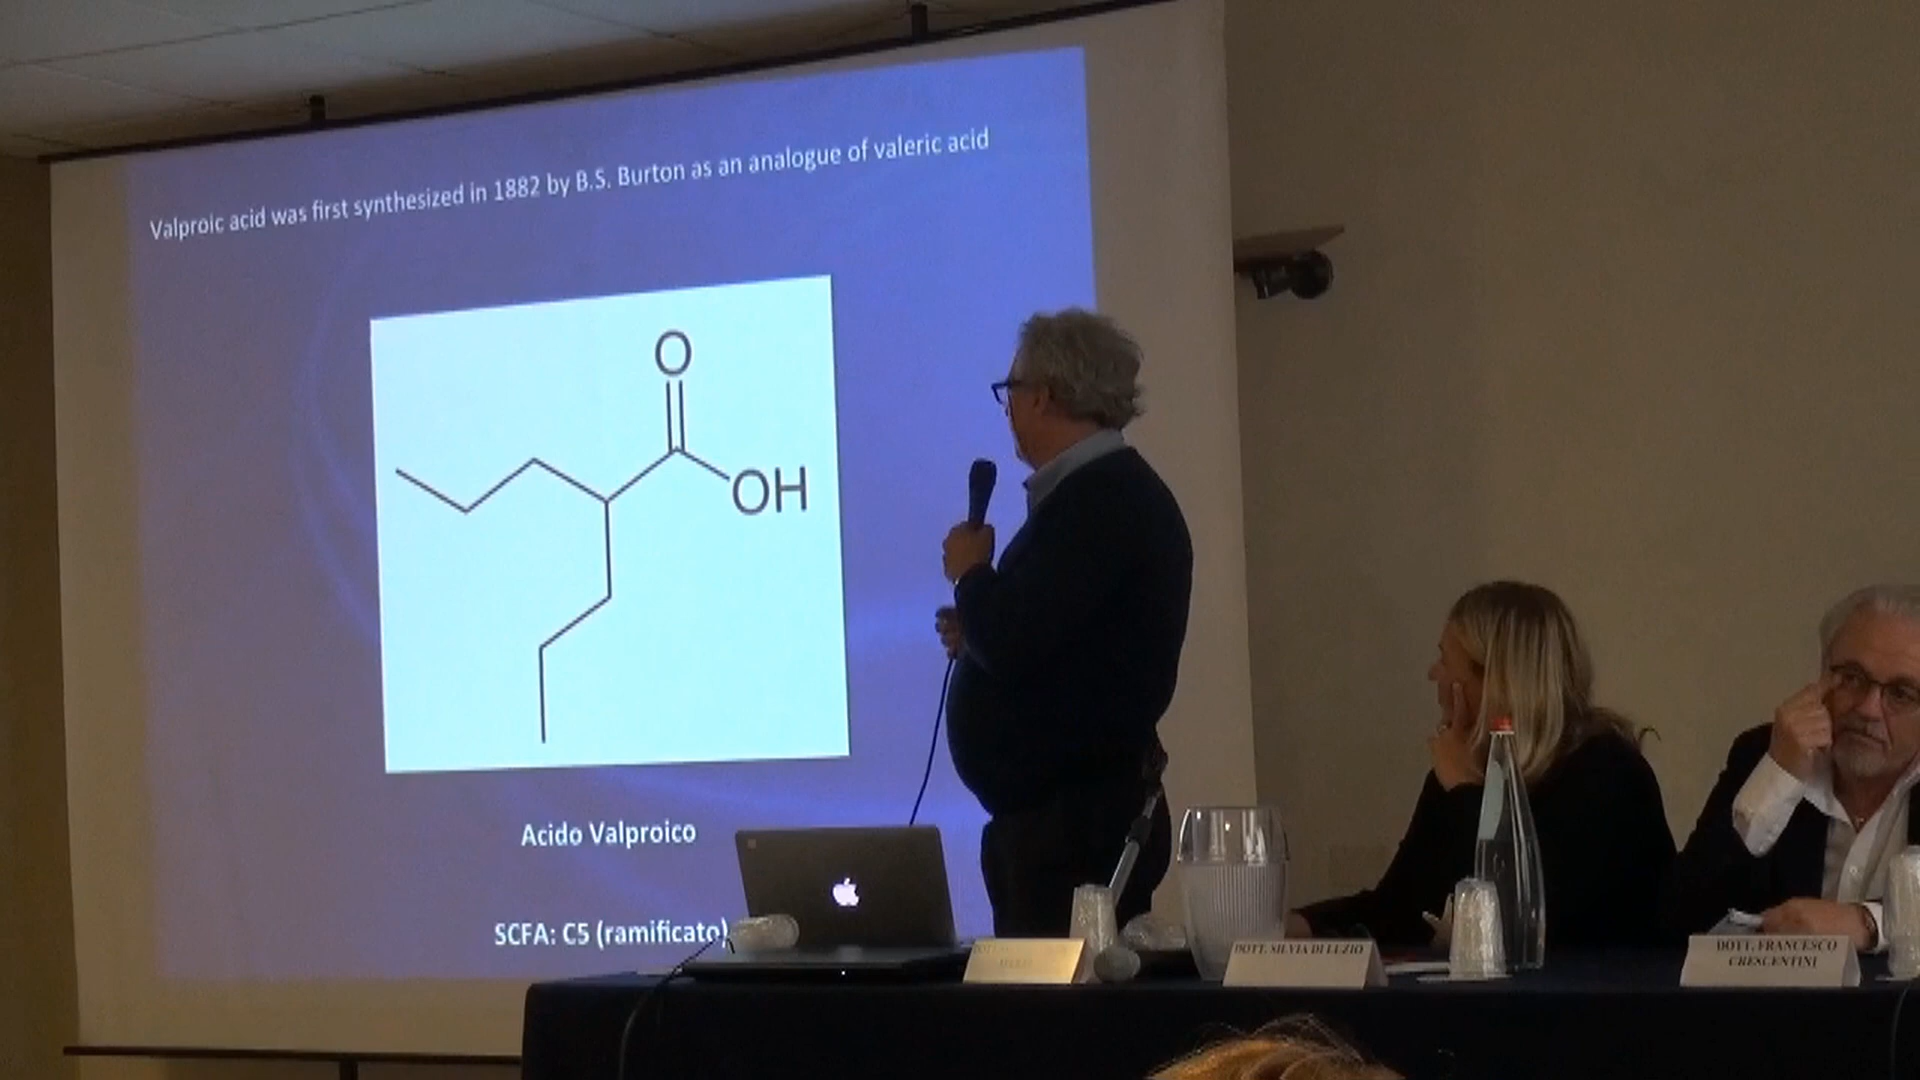 Valproic acid was first synthesized in 1882 by B.S. Burton as an analogue of valeric acid
O
OH
Acido Valproico
SCFA: C5 (ramificato)
DOTT. SILVIA DI LUZIO
DOTT. FRANCESCO
CRESCENTINI